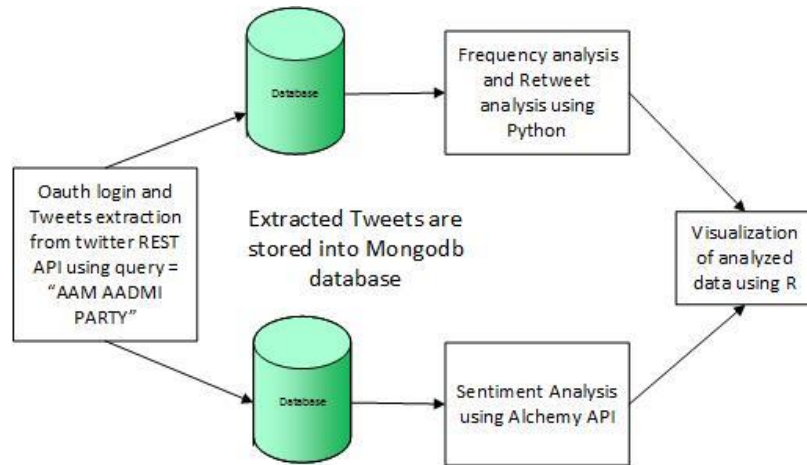 Database
Frequency analysis
and Retweet
analysis using
Python
Oauth login and
Tweets extraction
from twitter REST
API using query =
“AAM AADMI
PARTY”
Extracted Tweets are
stored into Mongodb
database
Visualization
of analyzed
data using R
Database
Sentiment Analysis
using Alchemy API